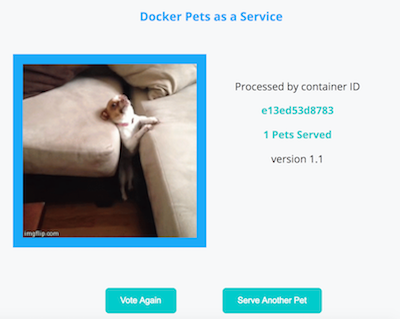 Docker Pets as a Service
Processed by container ID
e13ed53d8783
1 Pets Served
version 1.1
imgflip.com
Vote Again
Serve Another Pet